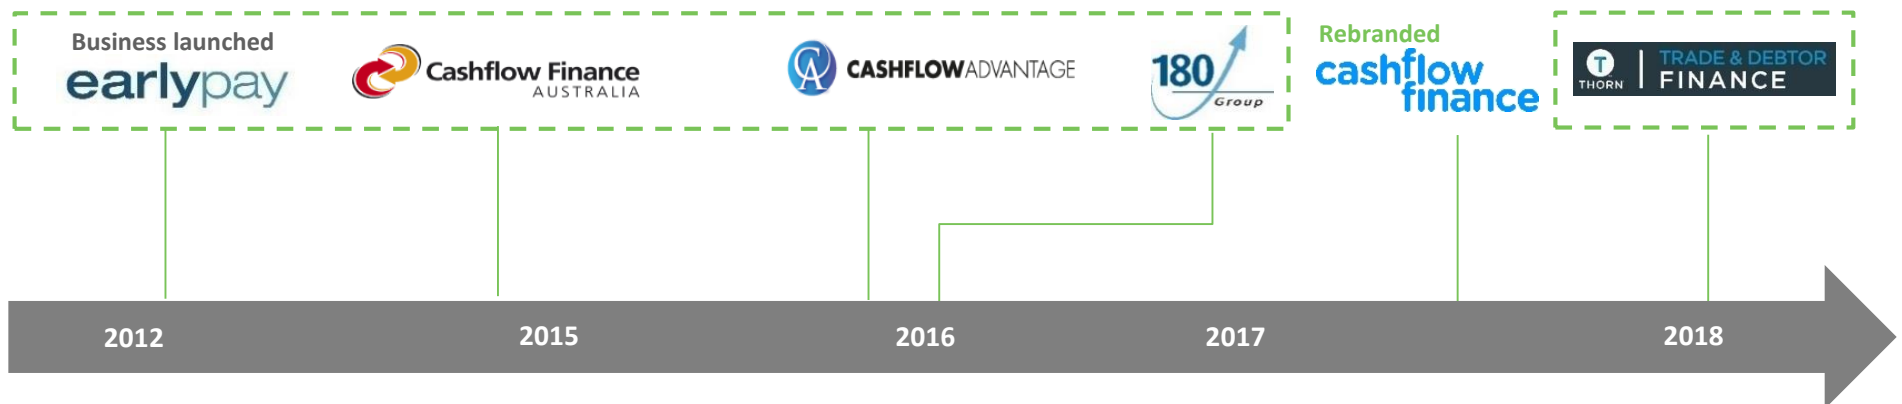 Business launched
earlypay
Cashflow Finance
AUSTRALIA
CA
CASHFLOWADVANTAGE
180
Group
Rebranded
cashflow
finance
T
THORN
TRADE & DEBTOR
FINANCE
2012
2015
2016
2017
2018